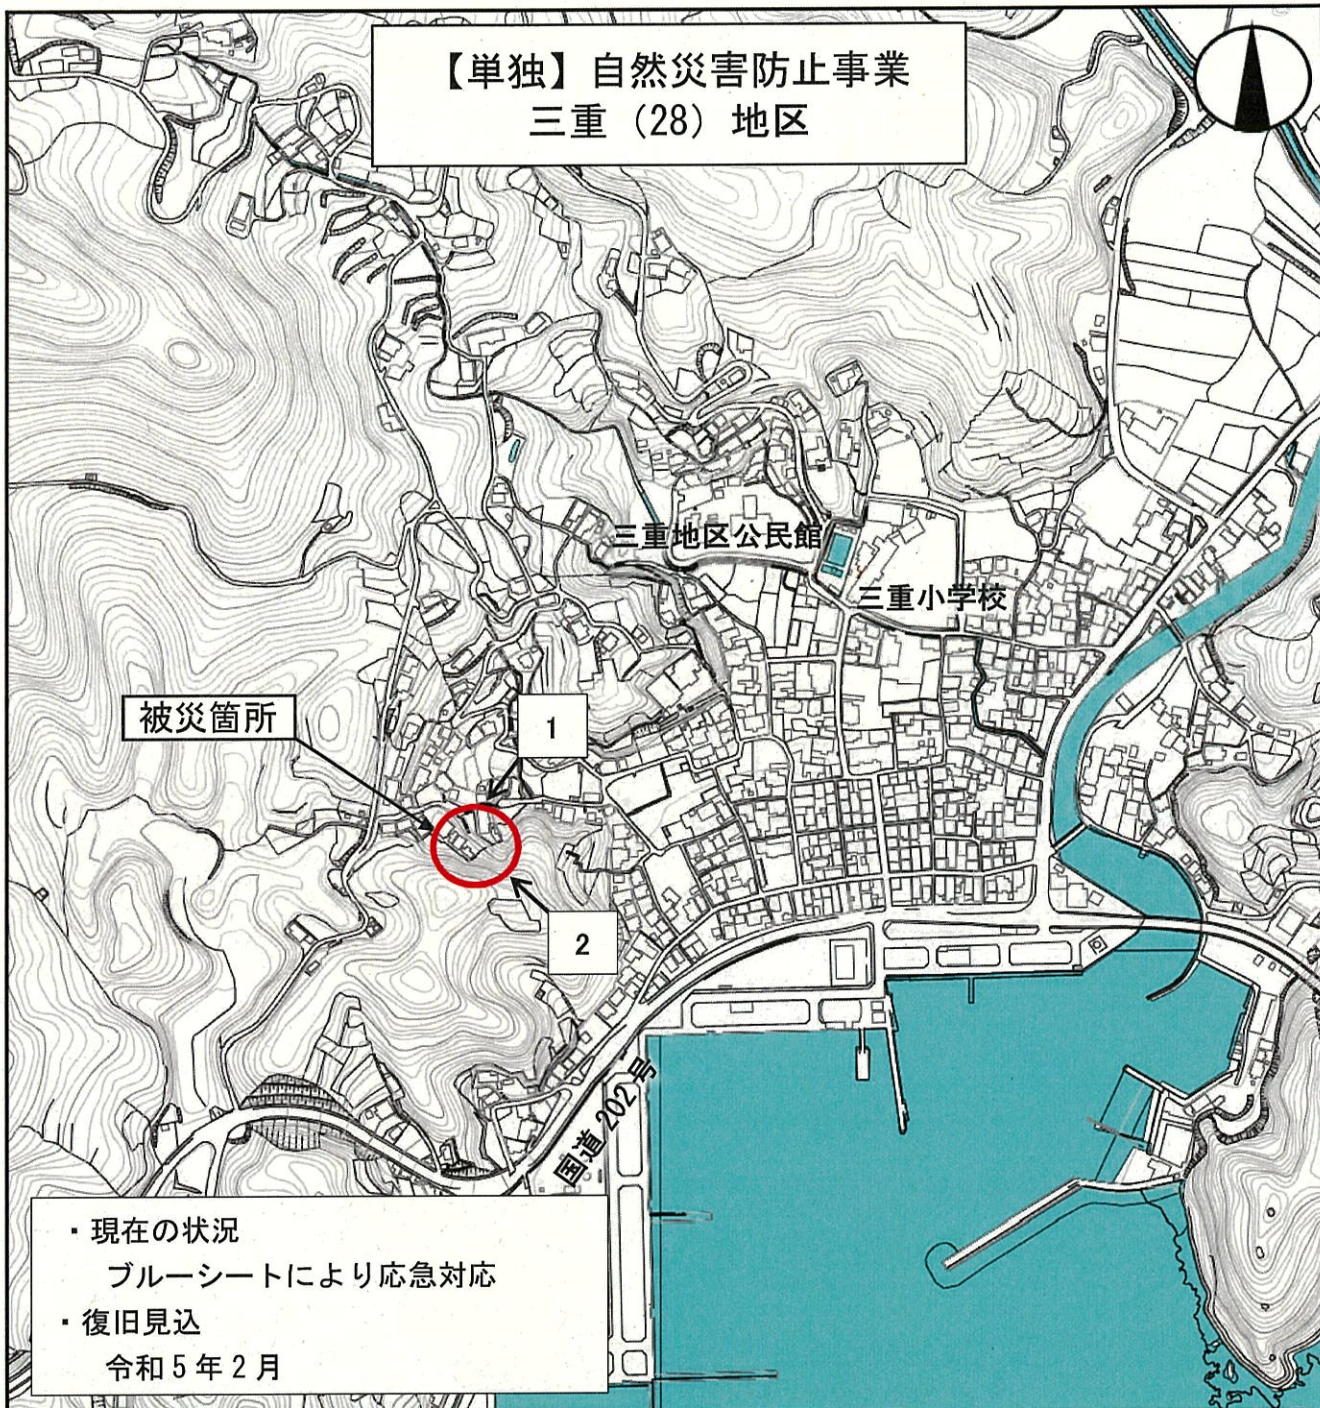 【単独】自然災害防止事業
三重（28）地区
三重地区公民館
三重小学校
被災箇所
1
2
国道202号
・現在の状況
ブルーシートにより応急対応
・復旧見込
令和5年2月